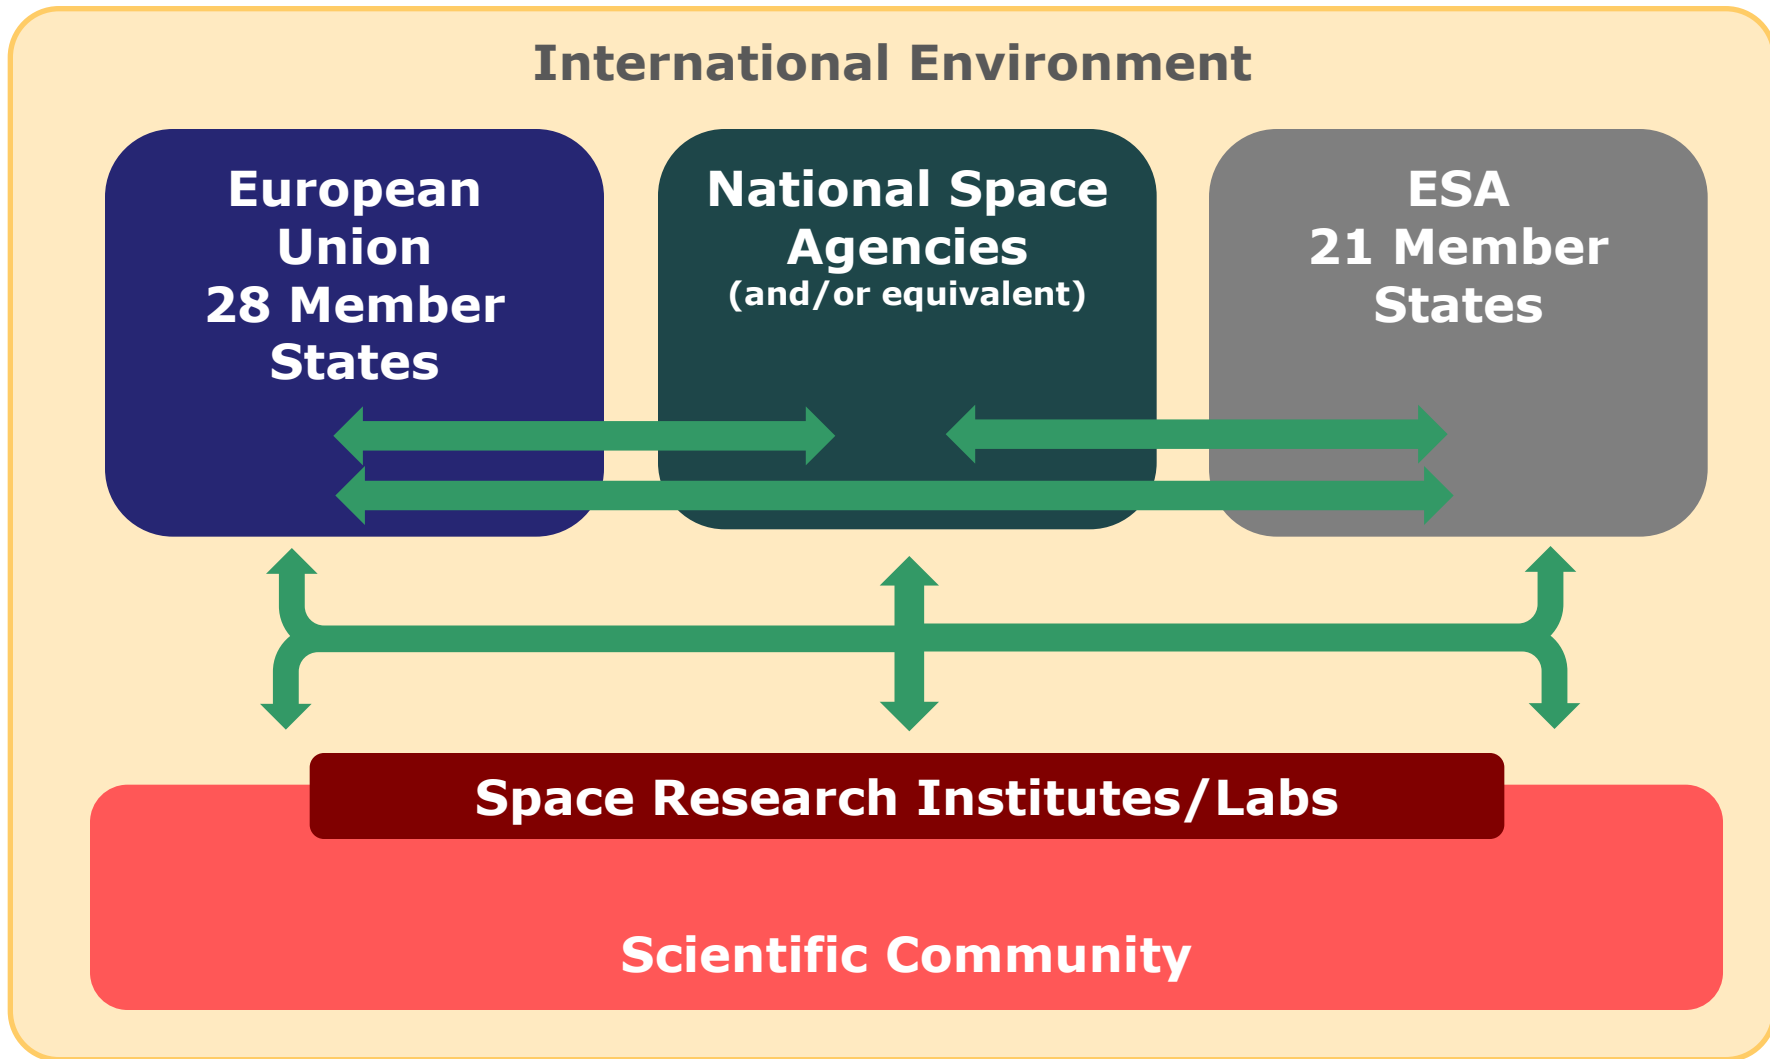 International Environment
European
Union
28 Member
States
National Space
Agencies
(and/or equivalent)
ESA
21 Member
States
Space Research Institutes/Labs
Scientific Community